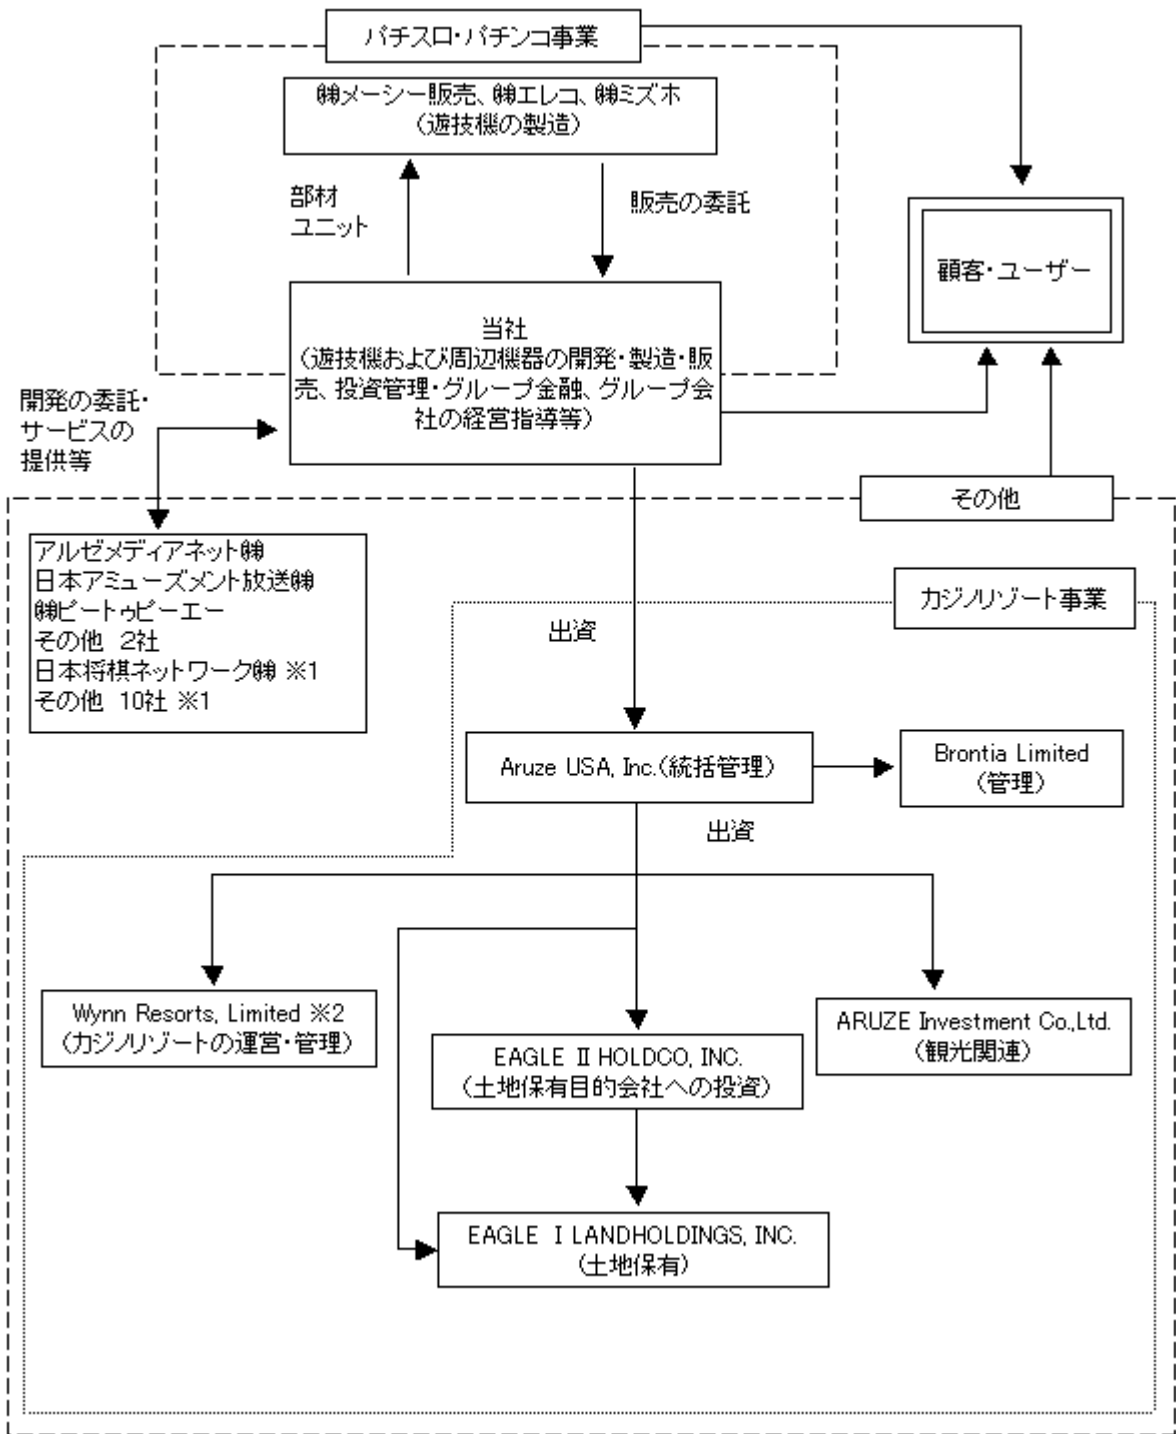 パチスロ・パチンコ事業
㈱メーシー販売、㈱エレコ、㈱ミズホ
(遊技機の製造)
部材
ユニット
販売の委託
顧客・ユーザー
当社
(遊技機および周辺機器の開発・製造・販
売、投資管理・グループ金融、グループ会
社の経営指導等)
開発の委託・
サービスの
提供等
その他
アルゼメディアネット㈱
日本アミューズメント放送㈱
㈱ビートゥピーエー
その他 2社
日本将棋ネットワーク㈱ ※1
その他 10社 ※1
カジノリゾート事業
出資
Aruze USA, Inc.(統括管理)
Brontia Limited
(管理)
出資
Wynn Resorts, Limited ※2
(カジノリゾートの運営・管理)
ARUZE Investment Co.,Ltd.
(観光関連)
EAGLE Ⅱ HOLDCO, INC.
(土地保有目的会社への投資)
EAGLE Ⅰ LANDHOLDINGS, INC.
(土地保有)